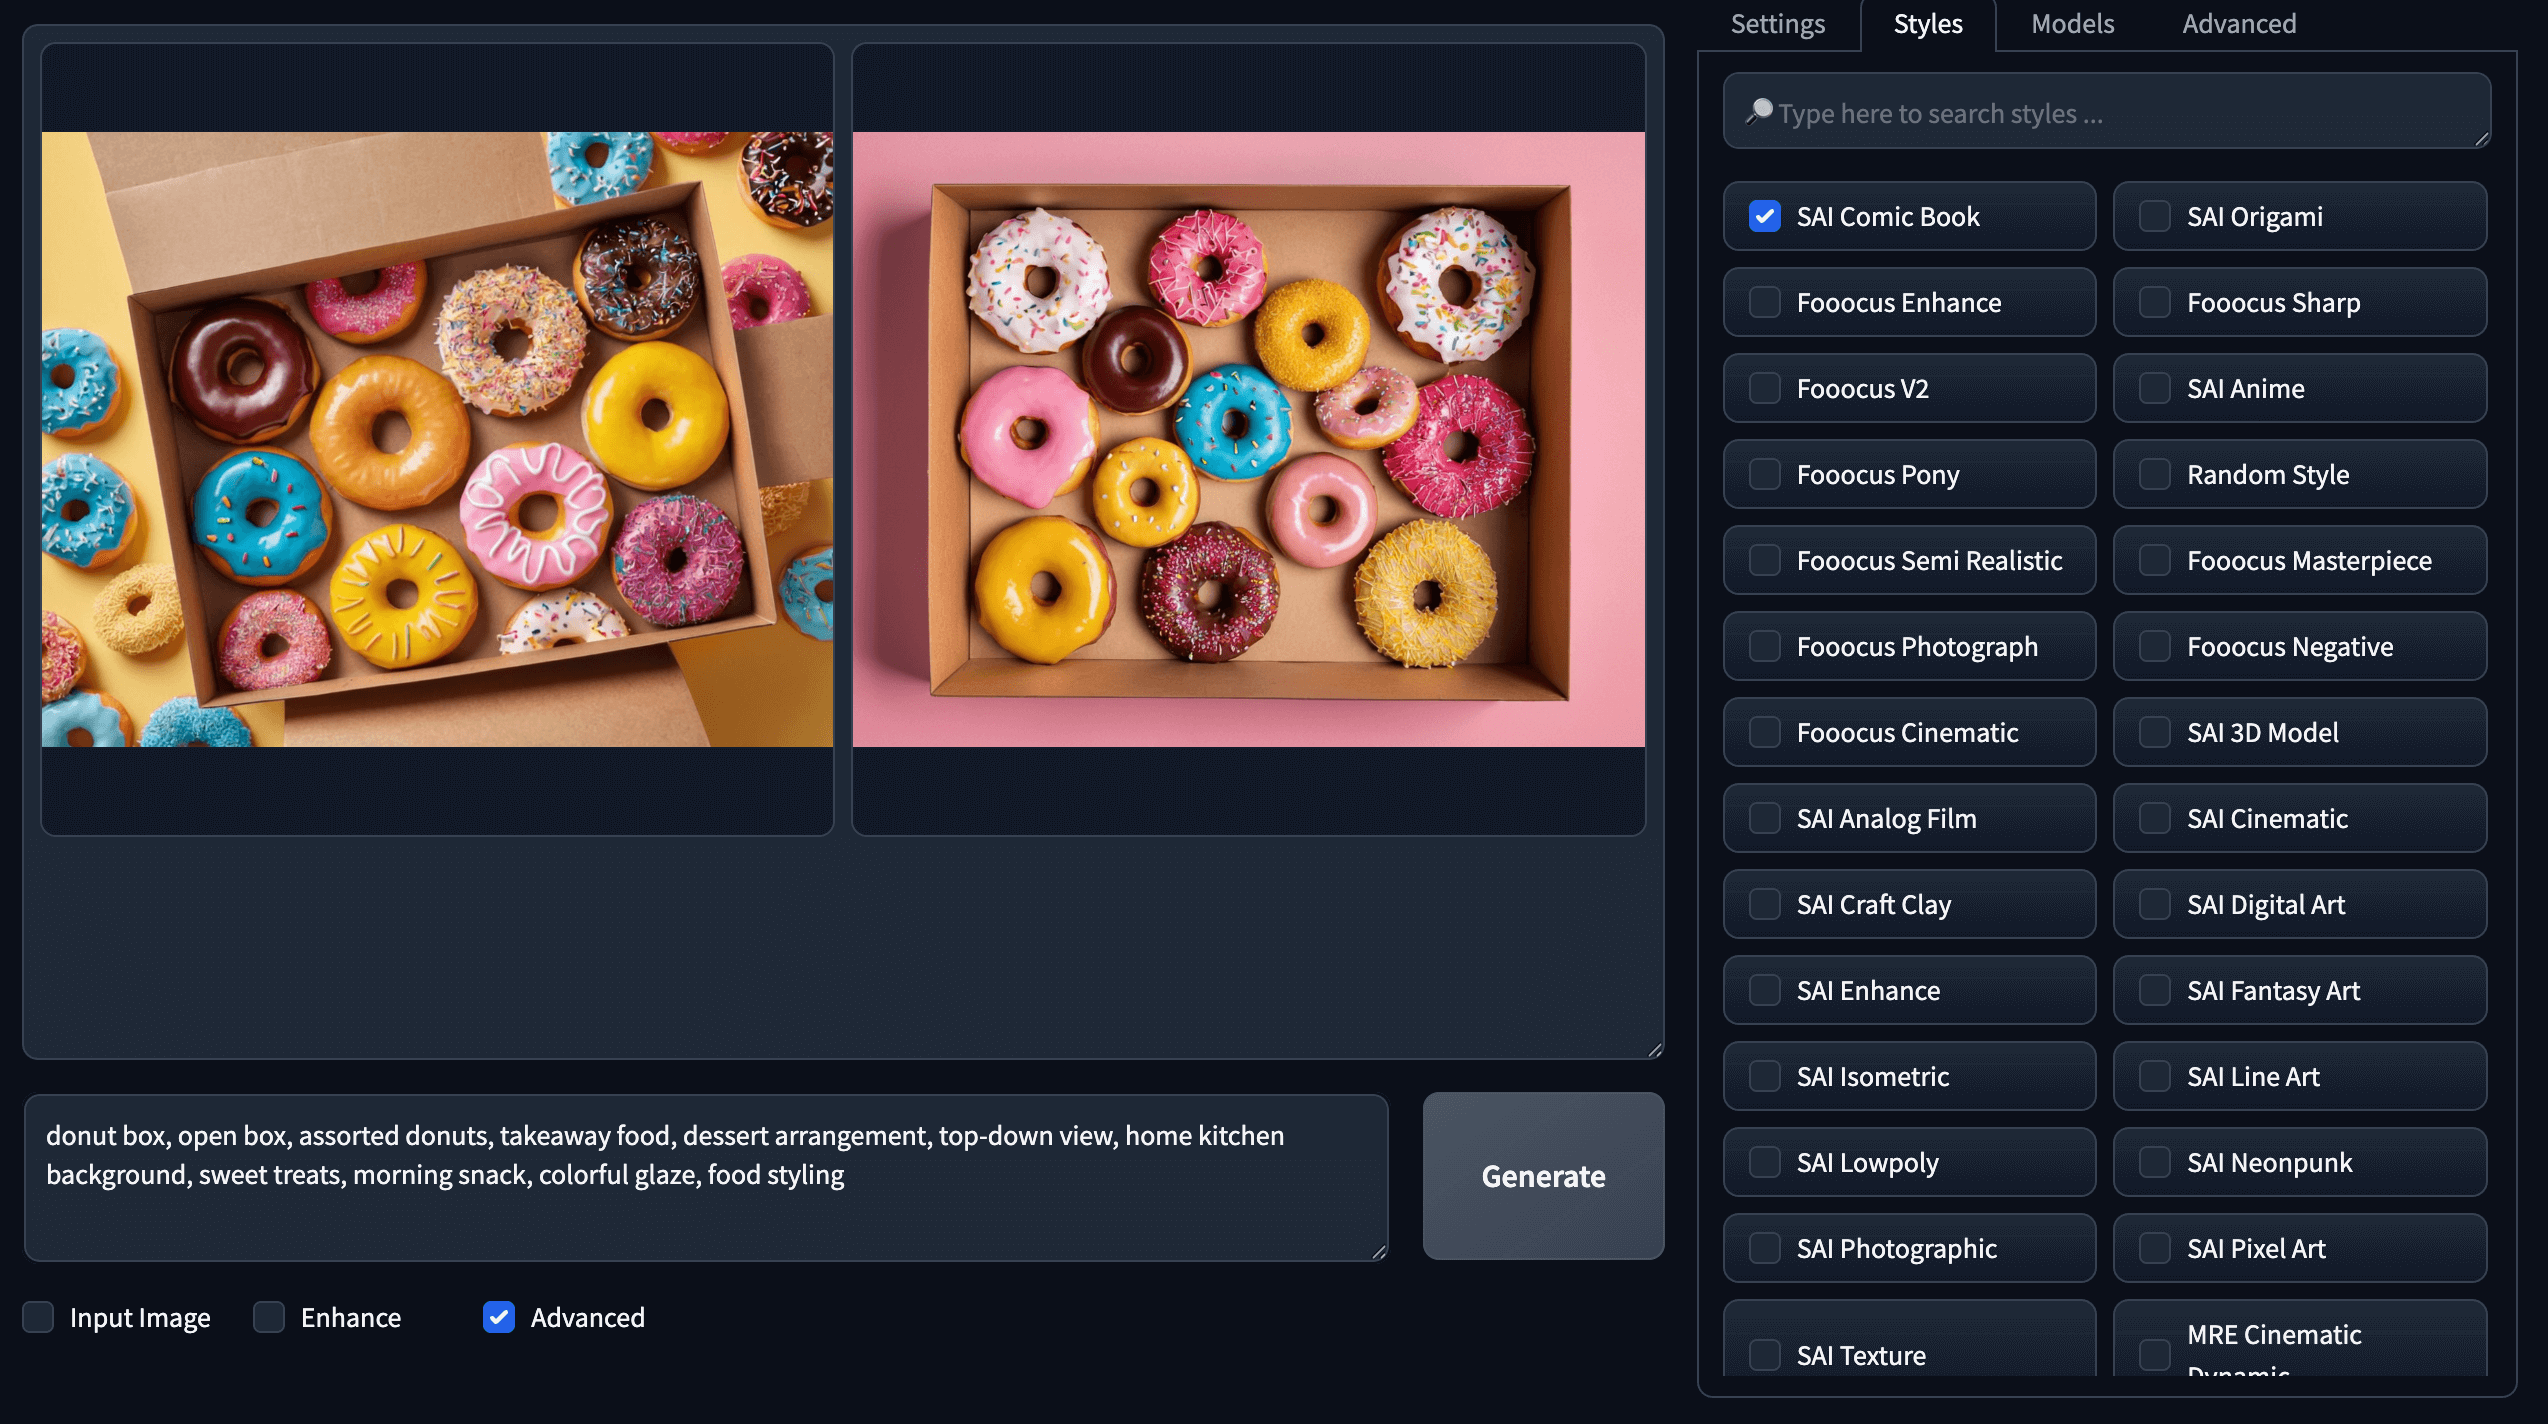 Settings
Styles
Models
Advanced
Type here to search styles ...
SAI Comic Book
SAI Origami
Fooocus Enhance
Fooocus Sharp
Fooocus V2
SAI Anime
Fooocus Pony
Random Style
Fooocus Semi Realistic
Fooocus Masterpiece
Fooocus Photograph
Fooocus Negative
Fooocus Cinematic
SAI 3D Model
SAI Analog Film
SAI Cinematic
SAI Craft Clay
SAI Digital Art
SAI Enhance
SAI Fantasy Art
SAI Isometric
SAI Line Art
SAI Lowpoly
SAI Neonpunk
SAI Photographic
SAI Pixel Art
SAI Texture
MRE Cinematic
Dynamic
donut box, open box, assorted donuts, takeaway food, dessert arrangement, top-down view, home kitchen
background, sweet treats, morning snack, colorful glaze, food styling
Generate
Input Image
Enhance
Advanced